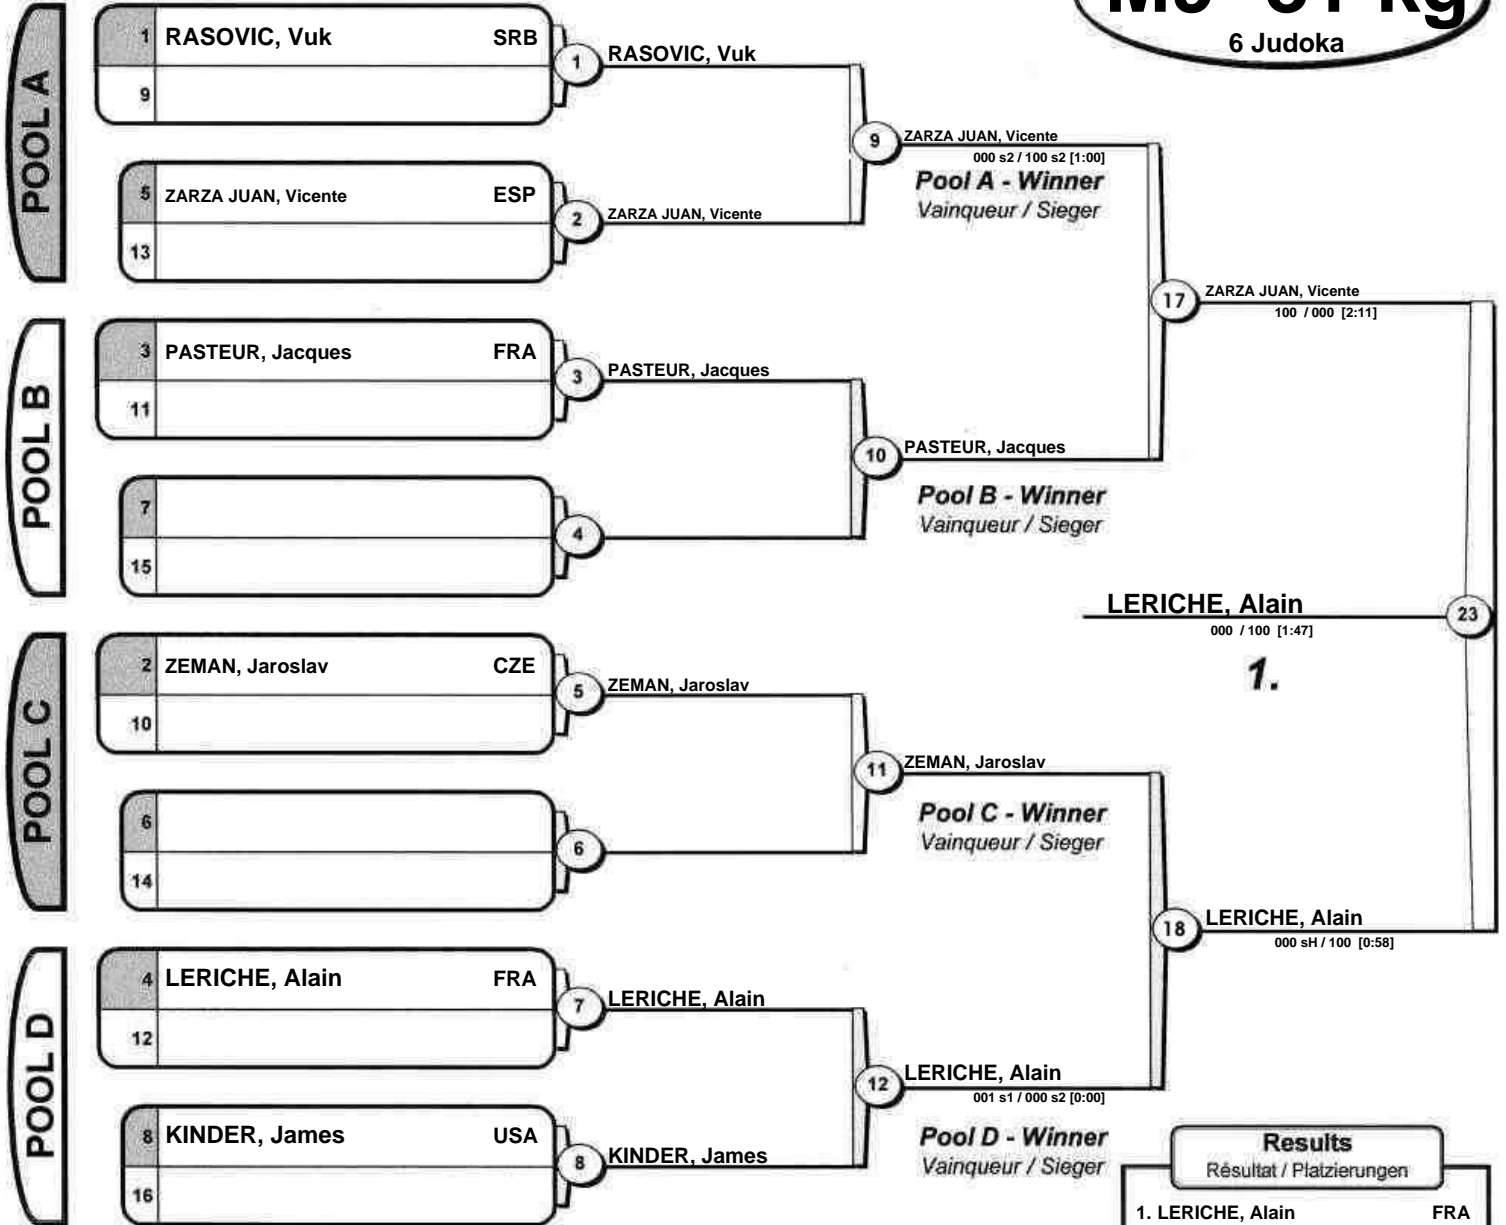 M6 -81 kg
6 Judoka
POOL A
1 RASOVIC, Vuk SRB
9
1 RASOVIC, Vuk
5 ZARZA JUAN, Vicente ESP
13
2 ZARZA JUAN, Vicente
9 ZARZA JUAN, Vicente
000 s2 / 100 s2 [1:00]
Pool A - Winner
Vainqueur / Sieger
POOL B
3 PASTEUR, Jacques FRA
11
3 PASTEUR, Jacques
7
15
4
10 PASTEUR, Jacques
Pool B - Winner
Vainqueur / Sieger
17 ZARZA JUAN, Vicente
100 / 000 [2:11]
LERICHE, Alain 23
000 / 100 [1:47]
1.
POOL C
2 ZEMAN, Jaroslav CZE
10
5 ZEMAN, Jaroslav
6
14
6
11 ZEMAN, Jaroslav
Pool C - Winner
Vainqueur / Sieger
18 LERICHE, Alain
000 sH / 100 [0:58]
POOL D
4 LERICHE, Alain FRA
12
7 LERICHE, Alain
8 KINDER, James USA
16
8 KINDER, James
12 LERICHE, Alain
001 s1 / 000 s2 [0:00]
Pool D - Winner
Vainqueur / Sieger
Results
Résultat / Platzierungen
1. LERICHE, Alain FRA